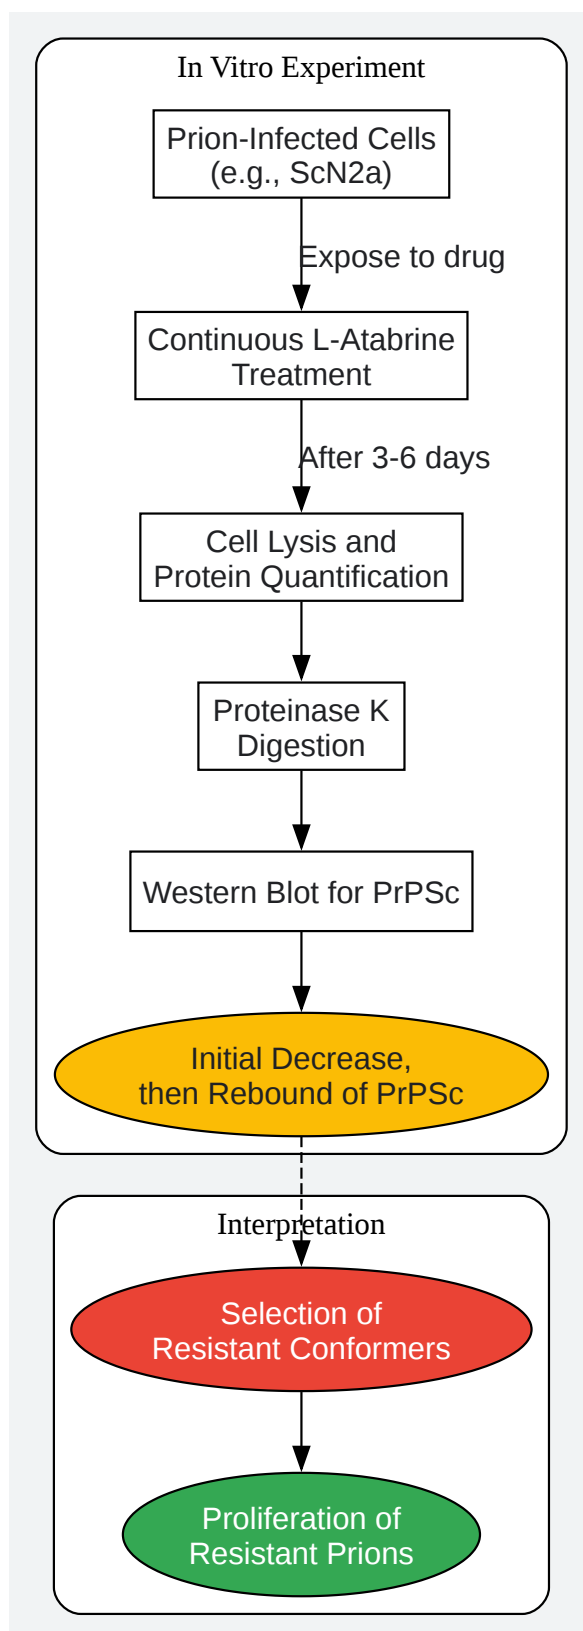 In Vitro Experiment
Prion-Infected Cells
(e.g., ScN2a)
Expose to drug
Continuous L-Atabrine
Treatment
After 3-6 days
Cell Lysis and
Protein Quantification
Proteinase K
Digestion
Western Blot for PrPSc
Initial Decrease,
then Rebound of PrPSc
Interpretation
Selection of
Resistant Conformers
Proliferation of
Resistant Prions